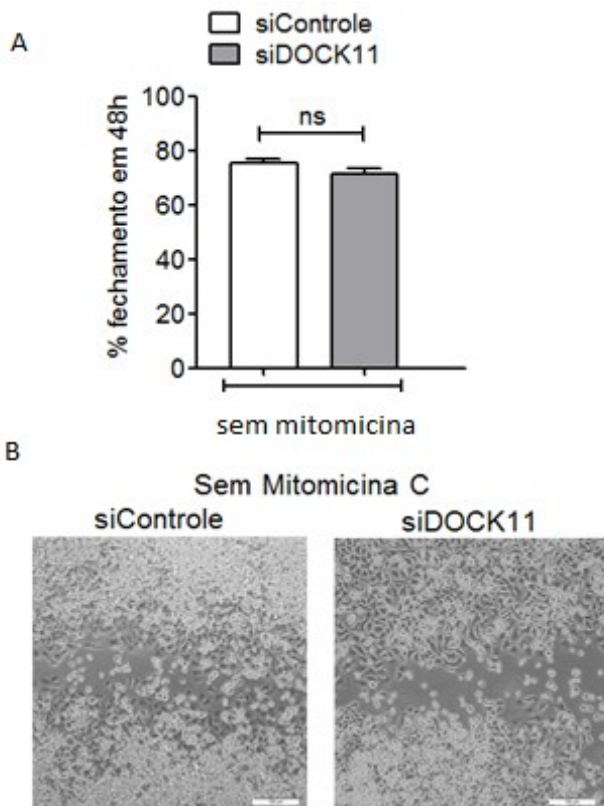 A
siControle
siDOCK11
% fechamento em 48h
100
80
60
40
20
0
ns
sem mitomicina
B
Sem Mitomicina C
siControle
siDOCK11